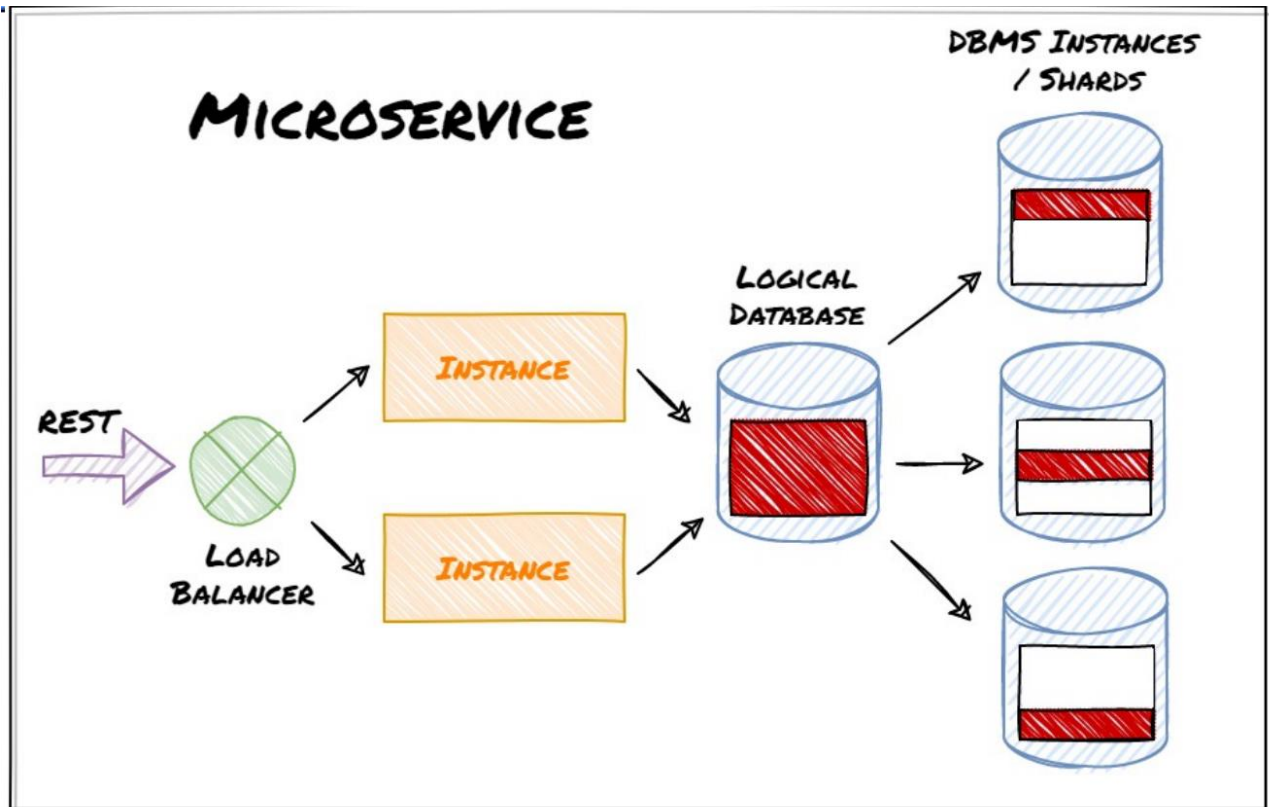 DBMS INSTANCES
/ SHARDS
MICROSERVICE
LOGICAL
DATABASE
INSTANCE
REST
LOAD
BALANCER
INSTANCE